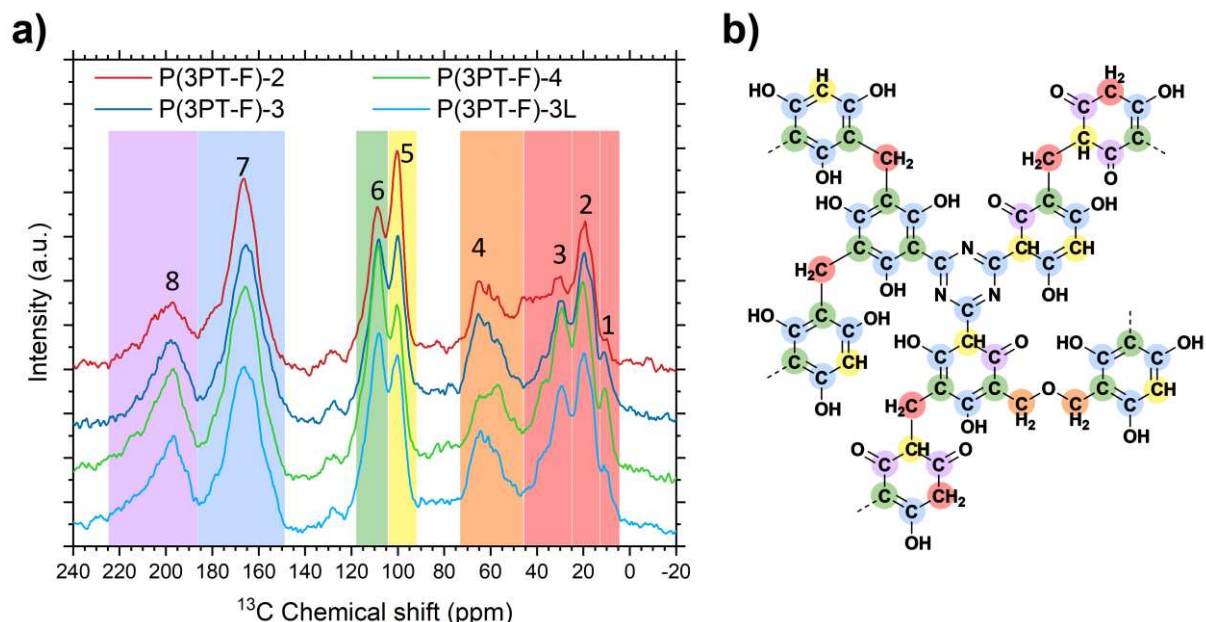 a)
b)
P(3PT-F)-2
P(3PT-F)-4
P(3PT-F)-3
P(3PT-F)-3L
8
7
6
5
4
3
2
1
Intensity (a.u.)
240 220 200 180 160 140 120 100 80 60 40 20 0 -20
¹³C Chemical shift (ppm)
HO H OH
C C C
C C C
OH
CH₂
H₂
O C C C OH
C C C
H
O
CH₂
HO C OH
C C C
H₂C C C C
OH
O C C C OH
CH C CH
C
OH
N
C C
N N
C
HO C OH
C C C
C C CH
C
OH
HO C C C O
C C C
H₂C C C O C
OH H₂ H₂
HO C C C OH
C C CH
C
OH
O C CH C O
C C CH₂
C
OH